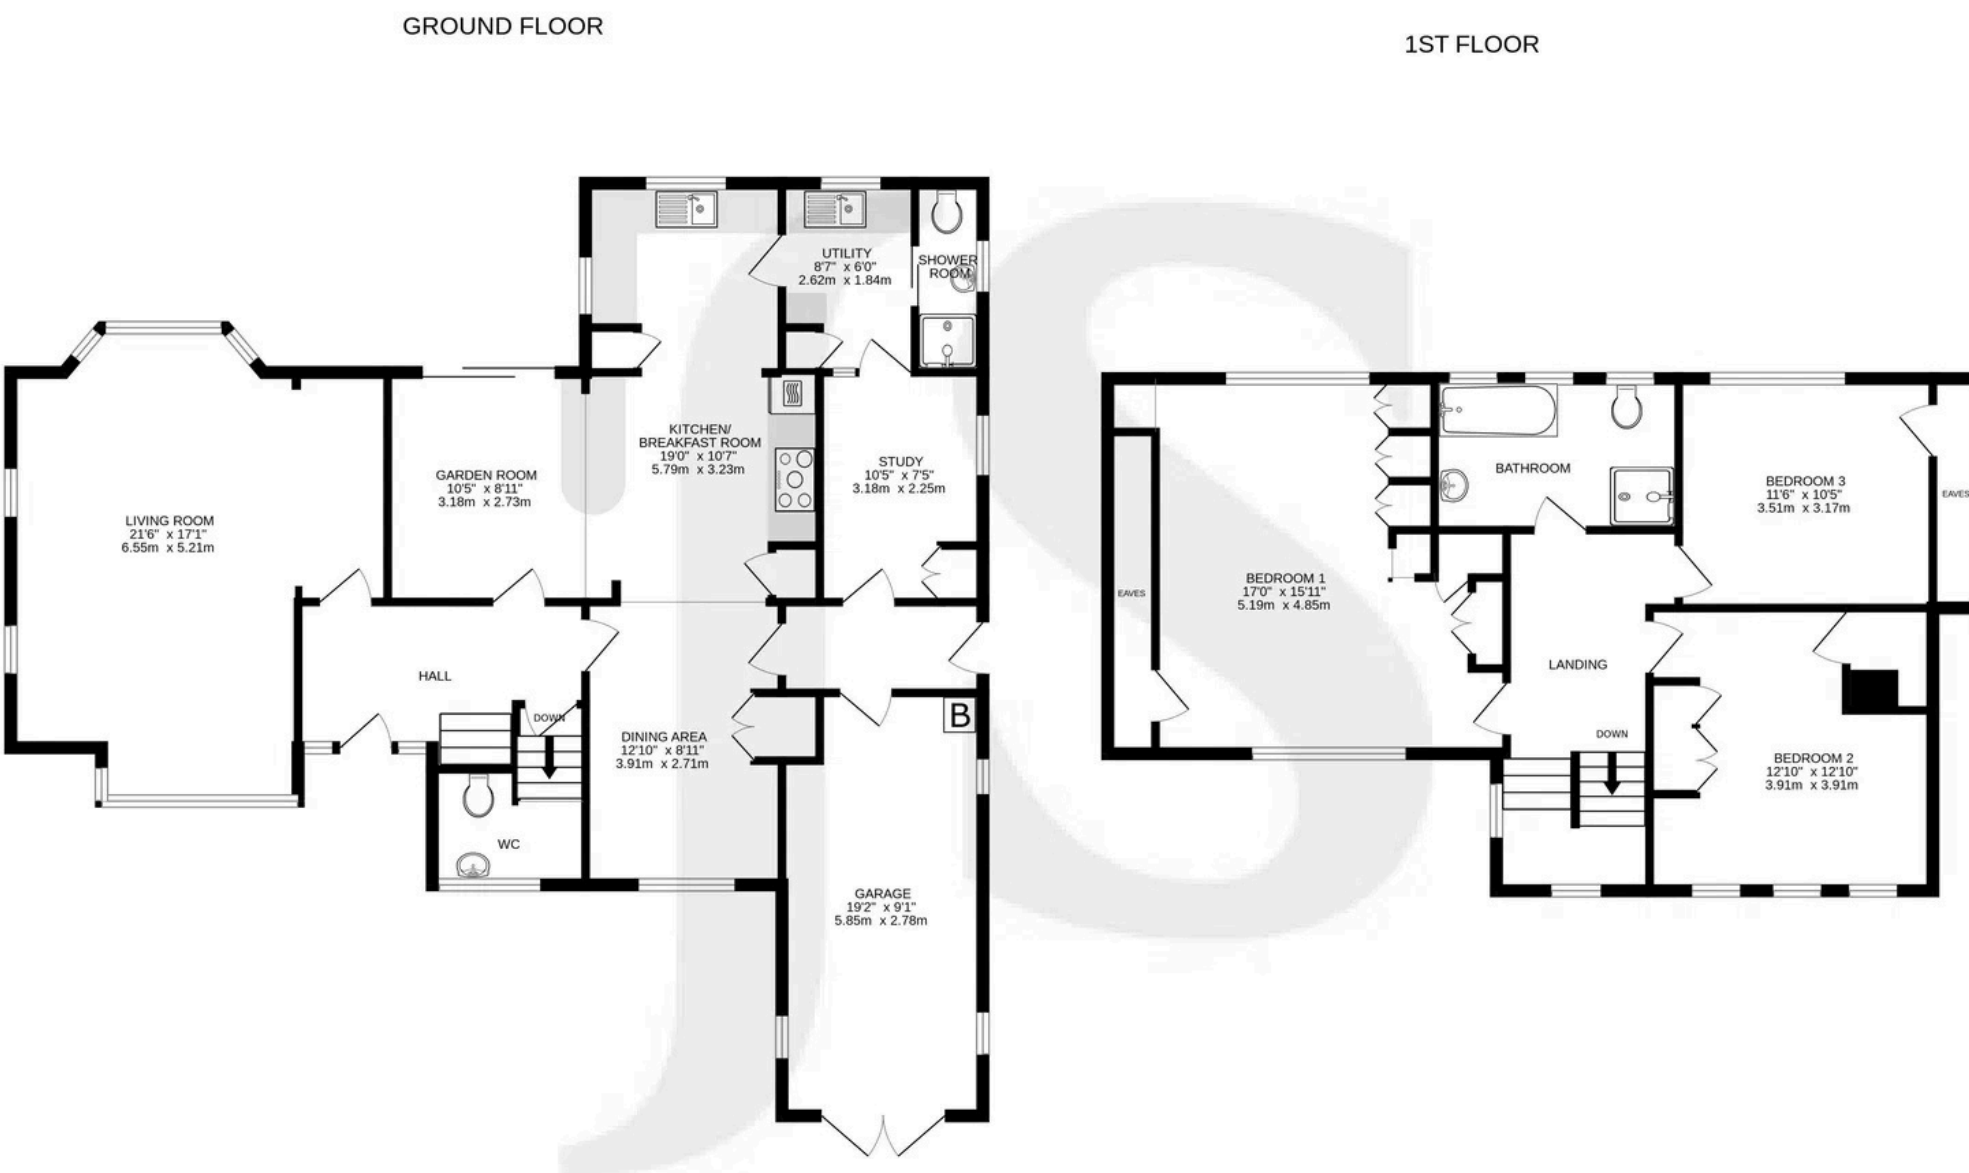 GROUND FLOOR
1ST FLOOR
UTILITY
8'7" x 6'0"
2.62m x 1.84m
SHOWER
ROOM
KITCHEN/
BREAKFAST ROOM
19'0" x 10'7"
5.79m x 3.23m
GARDEN ROOM
10'5" x 8'11"
3.18m x 2.73m
STUDY
10'5" x 7'5"
3.18m x 2.25m
LIVING ROOM
21'6" x 17'1"
6.55m x 5.21m
HALL
DOWN
DINING AREA
12'10" x 8'11"
3.91m x 2.71m
B
WC
GARAGE
19'2" x 9'1"
5.85m x 2.78m
BATHROOM
BEDROOM 3
11'6" x 10'5"
3.51m x 3.17m
EAVES
BEDROOM 1
17'0" x 15'11"
5.19m x 4.85m
EAVES
LANDING
DOWN
BEDROOM 2
12'10" x 12'10"
3.91m x 3.91m
JS